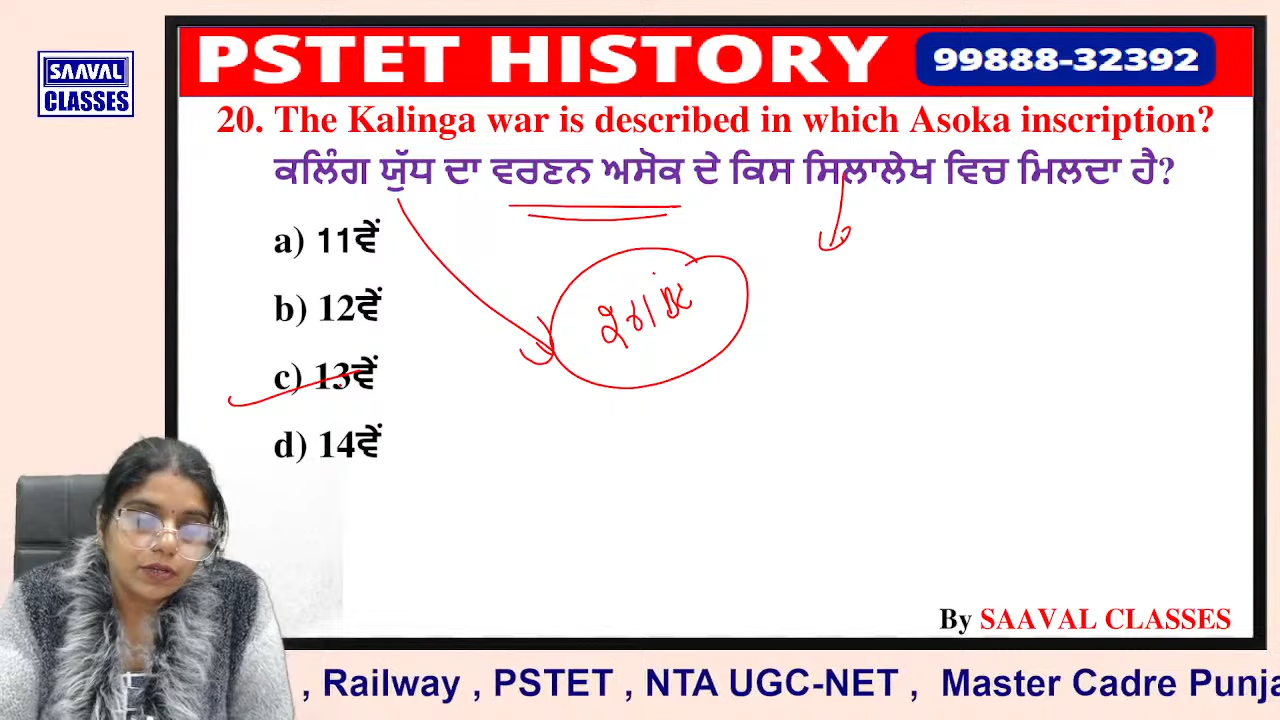 SAAVAL
CLASSES
PSTET HISTORY
99888-32392
20. The Kalinga war is described in which Asoka inscription?
ਕਲਿੰਗ ਯੁੱਧ ਦਾ ਵਰਣਨ ਅਸੋਕ ਦੇ ਕਿਸ ਸਿਲਾਲੇਖ ਵਿਚ ਮਿਲਦਾ ਹੈ?
a) 11ਵੇਂ
b) 12ਵੇਂ
c) 13ਵੇਂ
d) 14ਵੇਂ
By SAAVAL CLASSES
, Railway , PSTET , NTA UGC-NET , Master Cadre Punja